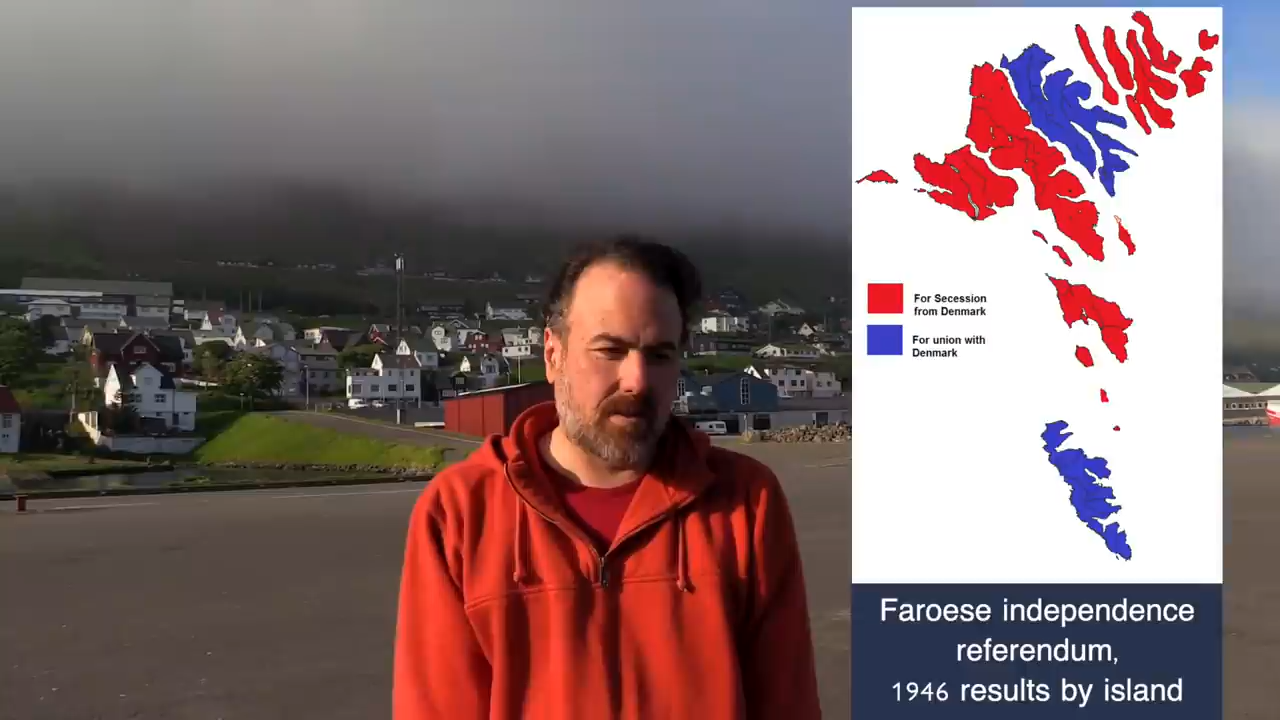 For Secession
from Denmark
For union with
Denmark
Faroese independence
referendum,
1946 results by island